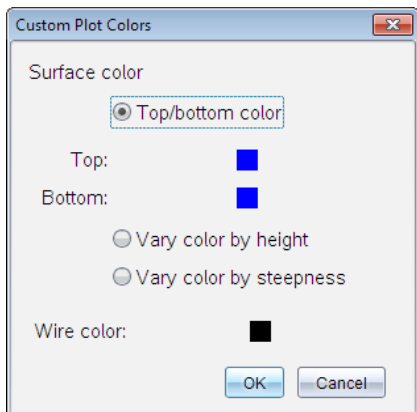 Custom Plot Colors
Surface color
Top/bottom color
Top:
Bottom:
Vary color by height
Vary color by steepness
Wire color:
OK Cancel